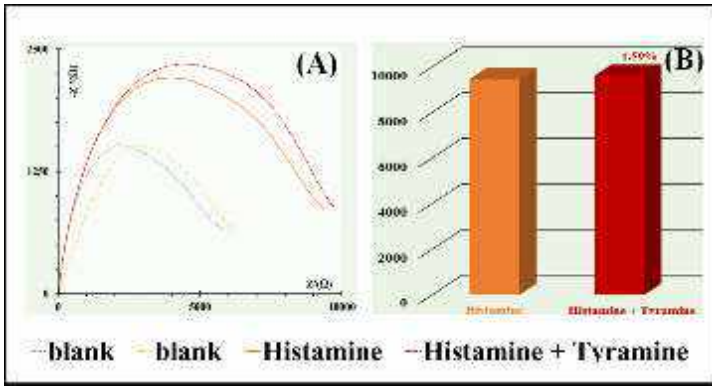 2500
-Z''(Ω)
(A)
1250
0
Z'(Ω)
0
5000
10000
1.59%
(B)
10000
8000
6000
4000
2000
0
Histamine
Histamine + Tyramine
blank
blank
Histamine
Histamine + Tyramine